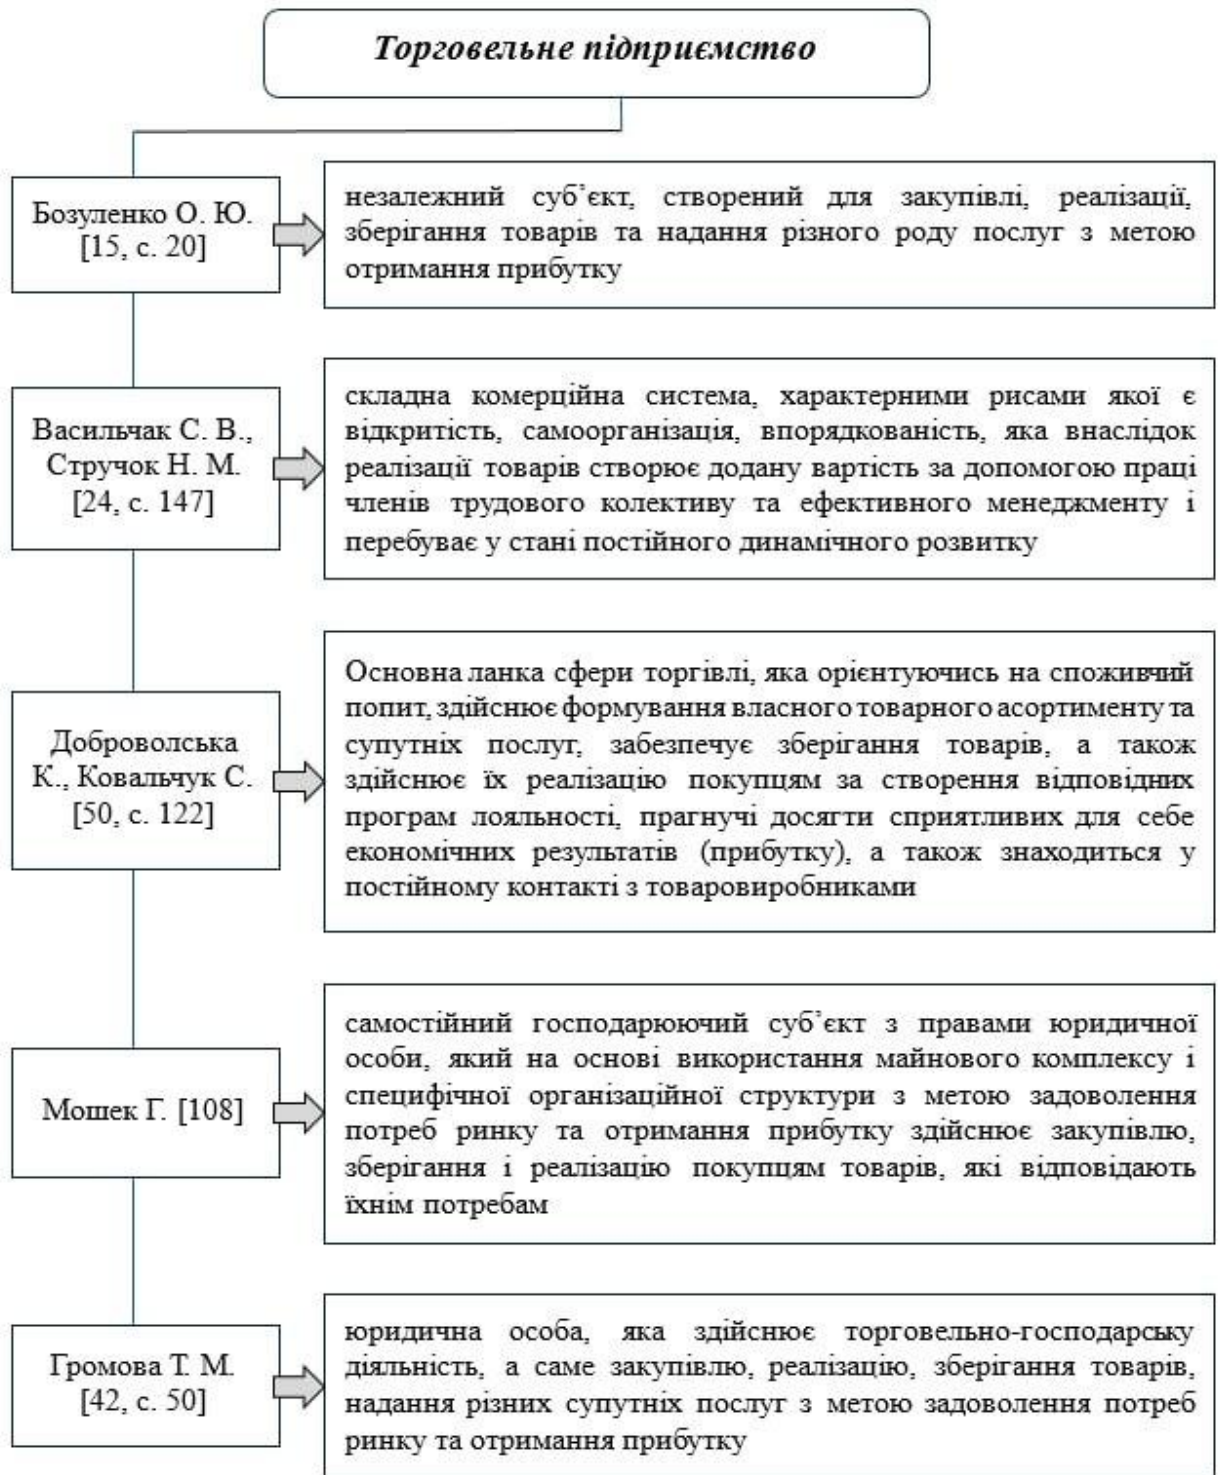 Торговельне підприємство
Бозуленко О. Ю.
[15, с. 20]
незалежний суб’єкт, створений для закупівлі, реалізації,
зберігання товарів та надання різного роду послуг з метою
отримання прибутку
Васильчак С. В.,
Стручок Н. М.
[24, с. 147]
складна комерційна система, характерними рисами якої є
відкритість, самоорганізація, впорядкованість, яка внаслідок
реалізації товарів створює додану вартість за допомогою праці
членів трудового колективу та ефективного менеджменту і
перебуває у стані постійного динамічного розвитку
Доброволська
К., Ковальчук С.
[50, с. 122]
Основна ланка сфери торгівлі, яка орієнтуючись на споживчий
попит, здійснює формування власного товарного асортименту та
супутніх послуг, забезпечує зберігання товарів, а також
здійснює їх реалізацію покупцям за створення відповідних
програм лояльності, прагнучі досягти сприятливих для себе
економічних результатів (прибутку), а також знаходиться у
постійному контакті з товаровиробниками
Мошек Г. [108]
самостійний господарюючий суб’єкт з правами юридичної
особи, який на основі використання майнового комплексу і
специфічної організаційної структури з метою задоволення
потреб ринку та отримання прибутку здійснює закупівлю,
зберігання і реалізацію покупцям товарів, які відповідають
їхнім потребам
Громова Т. М.
[42, с. 50]
юридична особа, яка здійснює торговельно-господарську
діяльність, а саме закупівлю, реалізацію, зберігання товарів,
надання різних супутніх послуг з метою задоволення потреб
ринку та отримання прибутку